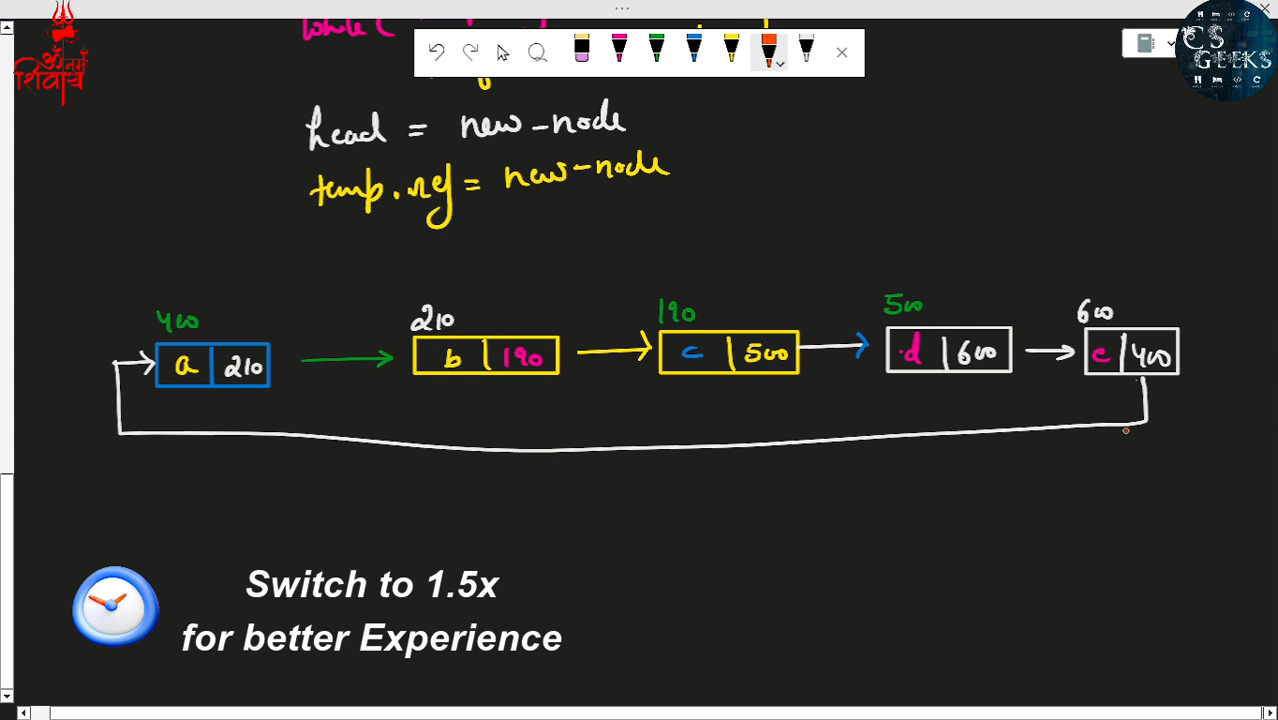 while (
ॐ नमः
शिवाय
CS
GEEKS
head = new-node
temp.ref = new-node
400 210 190 500 600
a 210 b 190 c 500 d 600 e 400
Switch to 1.5x
for better Experience